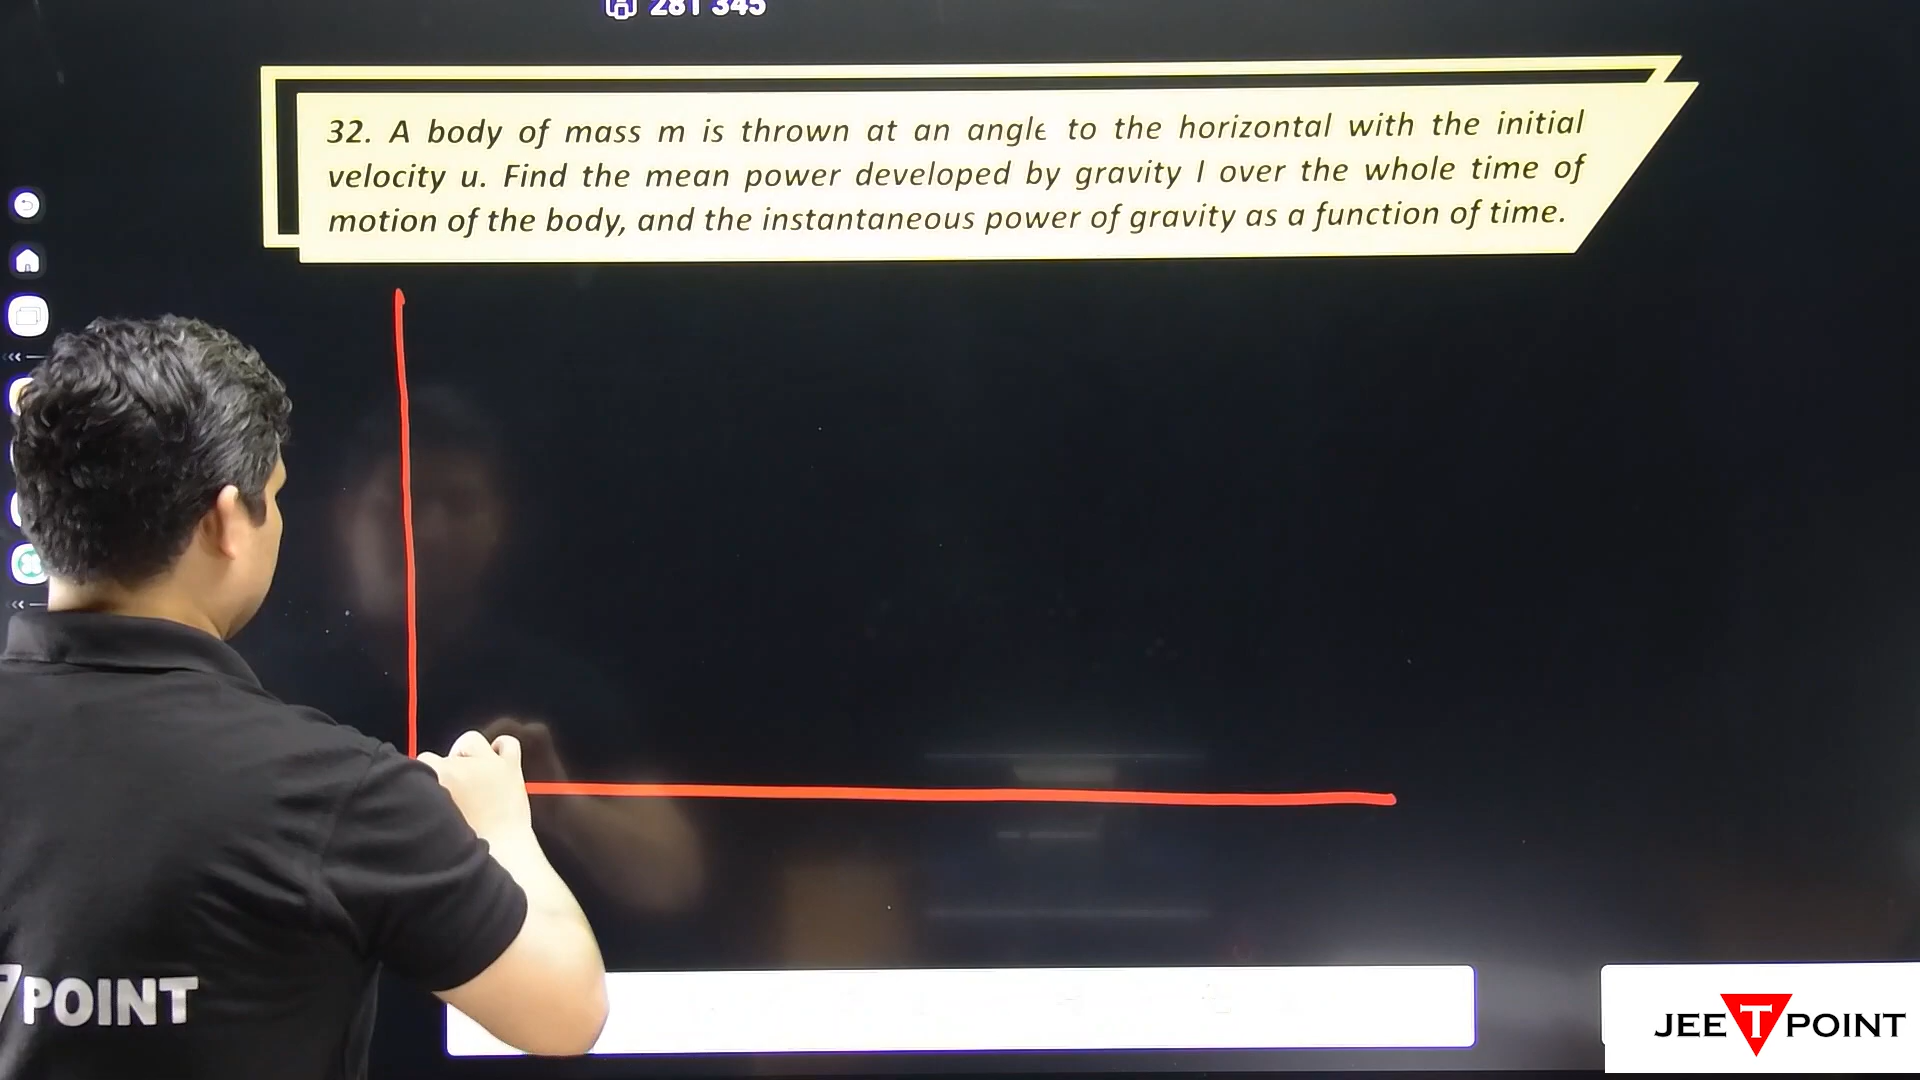 281 345
32. A body of mass m is thrown at an angle to the horizontal with the initial
velocity u. Find the mean power developed by gravity l over the whole time of
motion of the body, and the instantaneous power of gravity as a function of time.
POINT
JEE T POINT